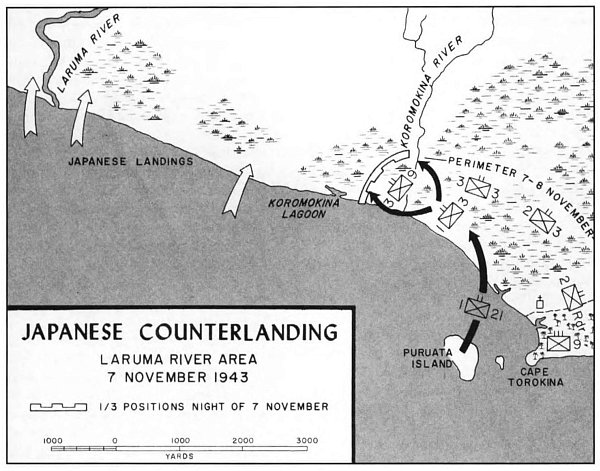 LARUMA RIVER
KOROMOKINA RIVER
JAPANESE LANDINGS
PERIMETER 7-8 NOVEMBER
KOROMOKINA
LAGOON
3 9
3 3
1 3
2 3
1 21
2 Rd
9
PURUATA
ISLAND
CAPE
TOROKINA
JAPANESE COUNTERLANDING
LARUMA RIVER AREA
7 NOVEMBER 1943
1/3 POSITIONS NIGHT OF 7 NOVEMBER
1000 0 1000 2000 3000
YARDS